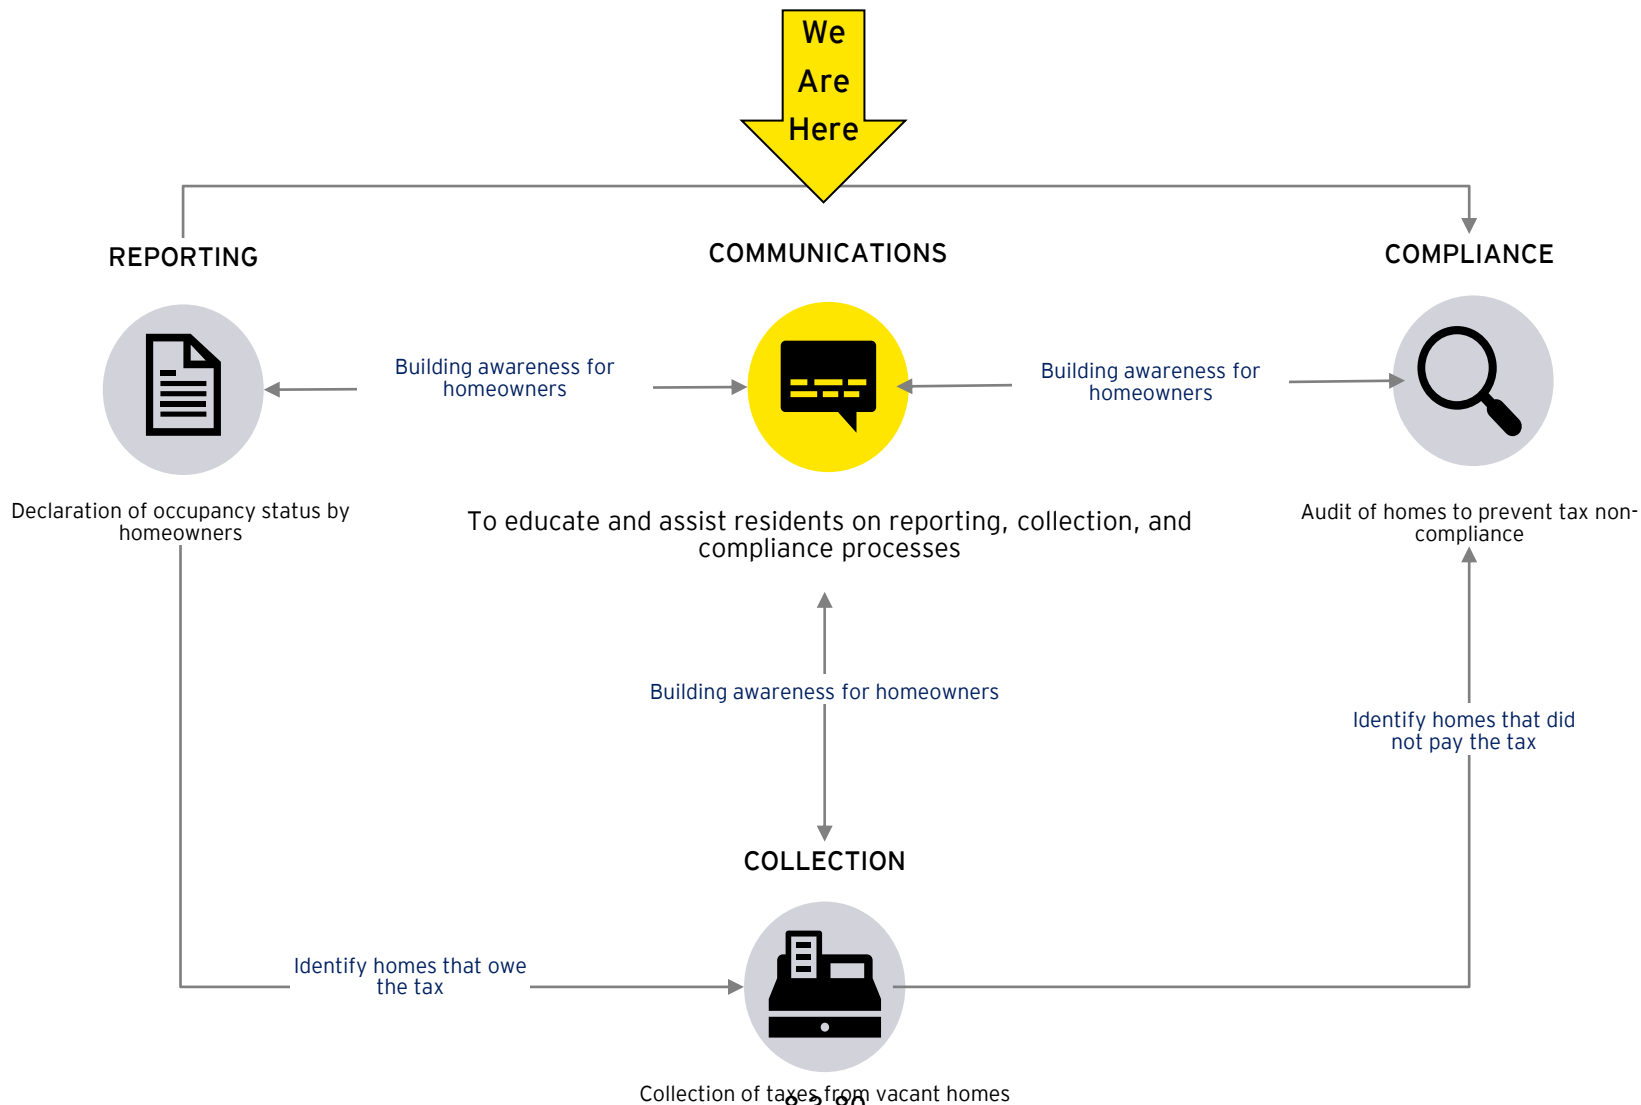 We
Are
Here
REPORTING
COMMUNICATIONS
COMPLIANCE
Building awareness for
homeowners
Building awareness for
homeowners
Declaration of occupancy status by
homeowners
To educate and assist residents on reporting, collection, and
compliance processes
Audit of homes to prevent tax non-
compliance
Building awareness for homeowners
Identify homes that did
not pay the tax
COLLECTION
Identify homes that owe
the tax
Collection of taxes from vacant homes